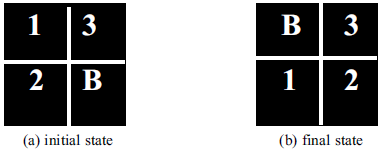 1 3 B 3
2 B 1 2
(a) initial state (b) final state